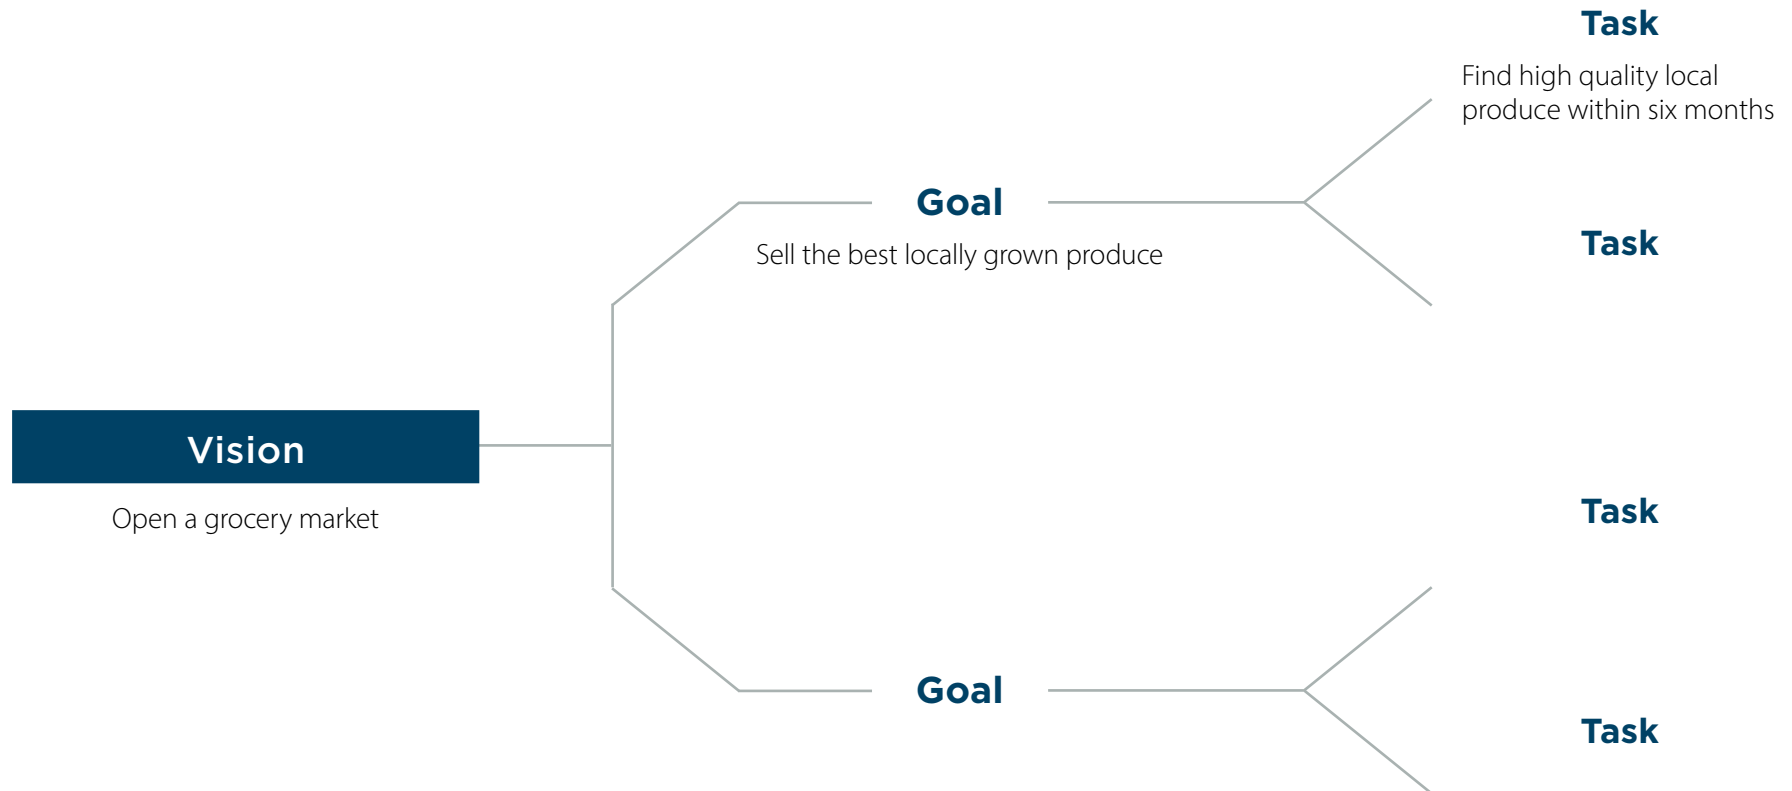 Task
Find high quality local
produce within six months
Goal
Sell the best locally grown produce
Task
Vision
Open a grocery market
Task
Goal
Task